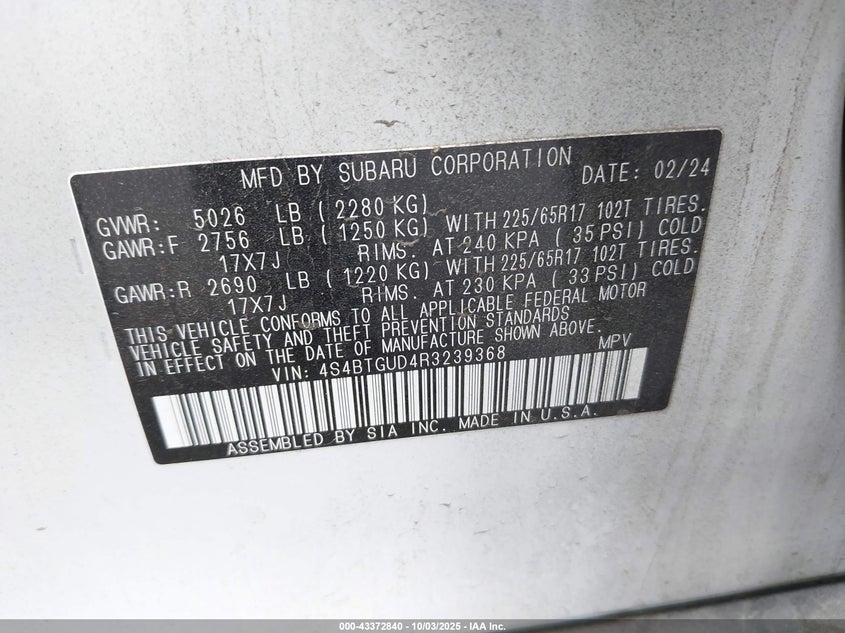 MFD BY SUBARU CORPORATION DATE: 02/24
GVWR: 5026 LB ( 2280 KG)
GAWR:F 2756 LB ( 1250 KG) WITH 225/65R17 102T TIRES.
17X7J RIMS. AT 240 KPA ( 35 PSI) COLD
GAWR:R 2690 LB ( 1220 KG) WITH 225/65R17 102T TIRES.
17X7J RIMS. AT 230 KPA ( 33 PSI) COLD
THIS VEHICLE CONFORMS TO ALL APPLICABLE FEDERAL MOTOR
VEHICLE SAFETY AND THEFT PREVENTION STANDARDS
IN EFFECT ON THE DATE OF MANUFACTURE SHOWN ABOVE.
VIN: 4S4BTGUD4R3239368 MPV
ASSEMBLED BY SIA INC. MADE IN U.S.A.
000-43372840 - 10/03/2025 - IAA Inc.